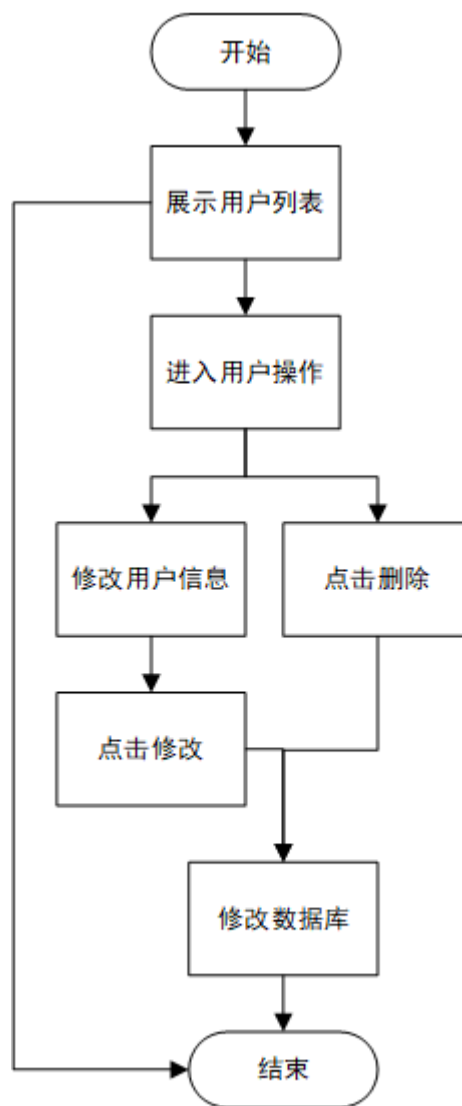 开始
展示用户列表
进入用户操作
修改用户信息
点击删除
点击修改
修改数据库
结束